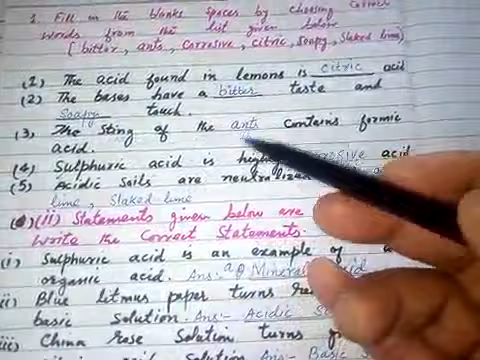 1. Fill in the blanks spaces by choosing correct
words from the list given below
[bitter, ants, corrosive, citric, soapy, slaked lime]
(1) The acid found in lemons is citric acid
(2) The bases have a bitter taste and
soapy touch.
(3) The sting of the ants contains formic
acid.
(4) Sulphuric acid is acid
(5) Acidic soils are neutralized
lime, slaked lime
(ii) Statements given below are
Write the correct statements.
(i) Sulphuric acid is an example of
organic acid. Ans:- a Mineral acid
ii) Blue litmus paper turns
basic solution. Ans - Acidic
iii) China rose solution turns
Solution Ans - Basic